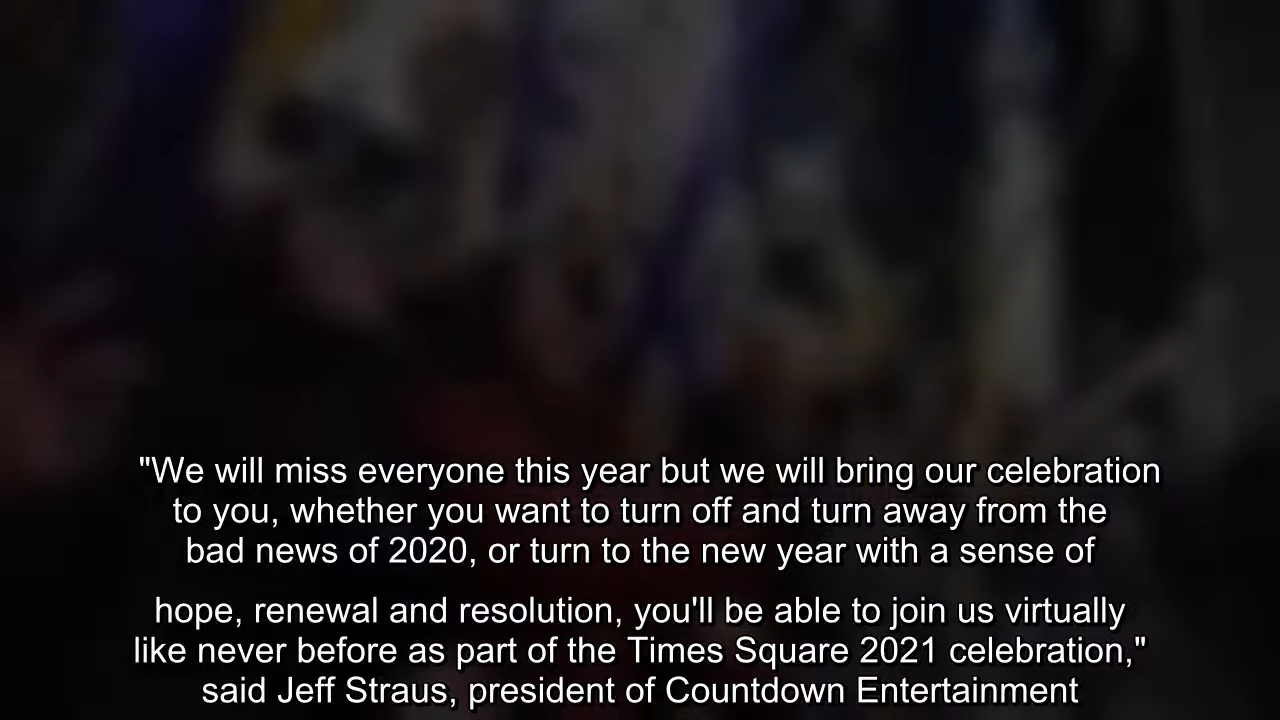 "We will miss everyone this year but we will bring our celebration
to you, whether you want to turn off and turn away from the
bad news of 2020, or turn to the new year with a sense of
hope, renewal and resolution, you'll be able to join us virtually
like never before as part of the Times Square 2021 celebration,"
said Jeff Straus, president of Countdown Entertainment